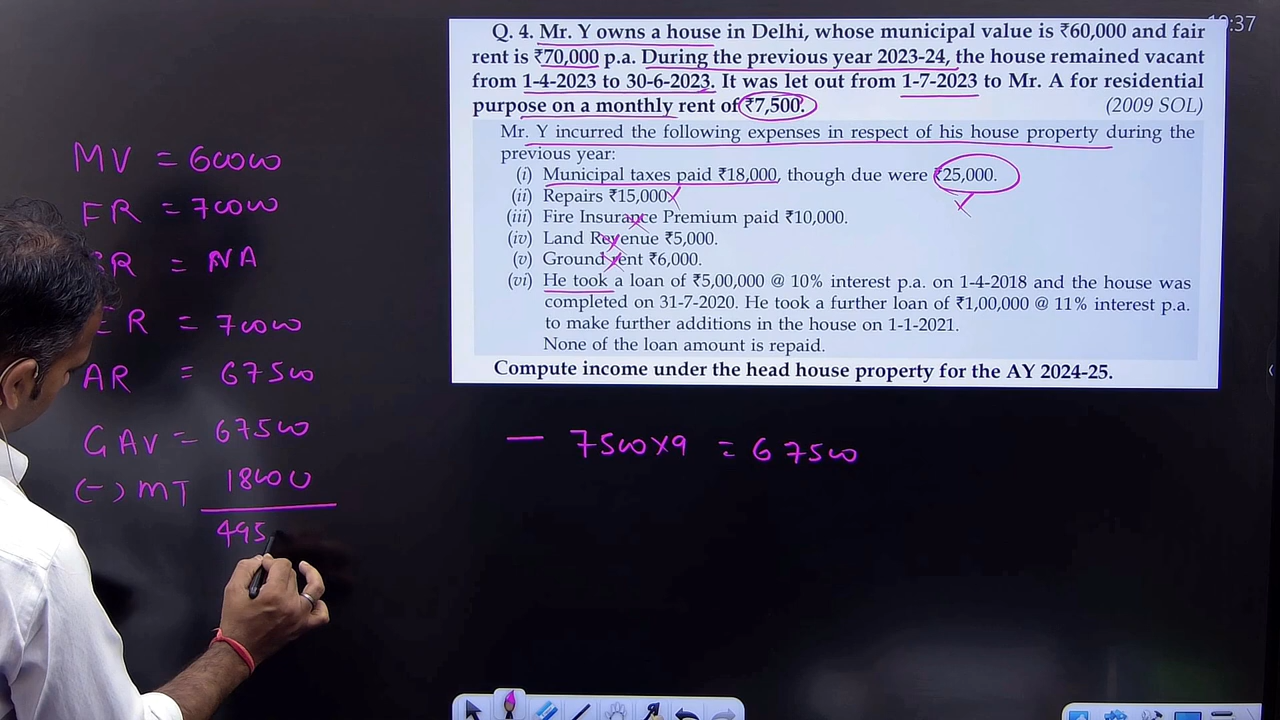 10:37
Q. 4. Mr. Y owns a house in Delhi, whose municipal value is ₹60,000 and fair
rent is ₹70,000 p.a. During the previous year 2023-24, the house remained vacant
from 1-4-2023 to 30-6-2023. It was let out from 1-7-2023 to Mr. A for residential
purpose on a monthly rent of ₹7,500. (2009 SOL)
Mr. Y incurred the following expenses in respect of his house property during the
previous year:
(i) Municipal taxes paid ₹18,000, though due were ₹25,000.
(ii) Repairs ₹15,000
(iii) Fire Insurance Premium paid ₹10,000.
(iv) Land Revenue ₹5,000.
(v) Ground rent ₹6,000.
(vi) He took a loan of ₹5,00,000 @ 10% interest p.a. on 1-4-2018 and the house was
completed on 31-7-2020. He took a further loan of ₹1,00,000 @ 11% interest p.a.
to make further additions in the house on 1-1-2021.
None of the loan amount is repaid.
Compute income under the head house property for the AY 2024-25.
MV = 60000
FR = 70000
R = NA
ER = 70000
AR = 67500
GAV = 67500
(-) MT 18000
495
— 7500×9 = 67500